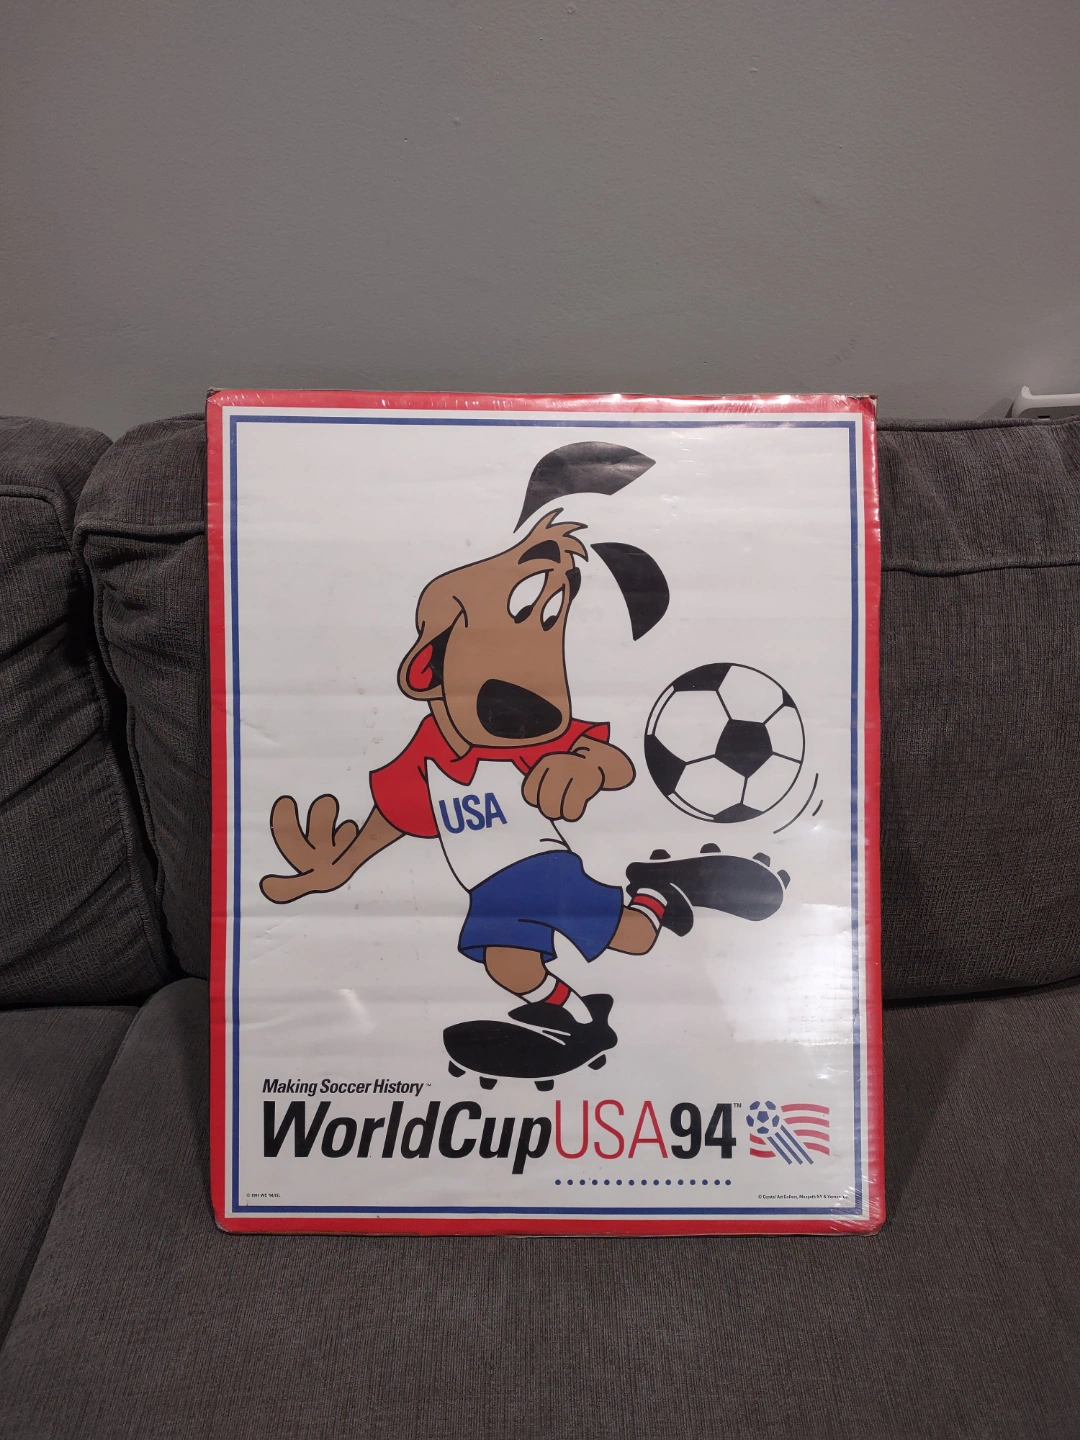 USA
Making Soccer History™
WorldCupUSA94™